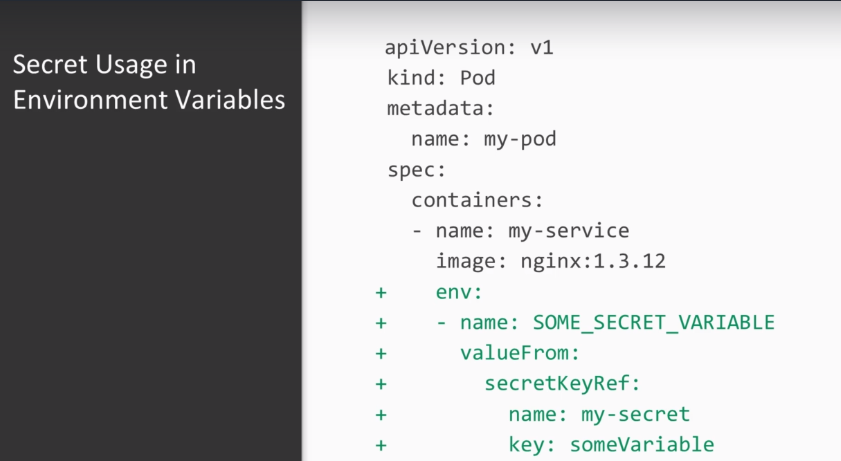 Secret Usage in
Environment Variables
apiVersion: v1
kind: Pod
metadata:
  name: my-pod
spec:
  containers:
  - name: my-service
    image: nginx:1.3.12
+    env:
+    - name: SOME_SECRET_VARIABLE
+      valueFrom:
+        secretKeyRef:
+          name: my-secret
+          key: someVariable